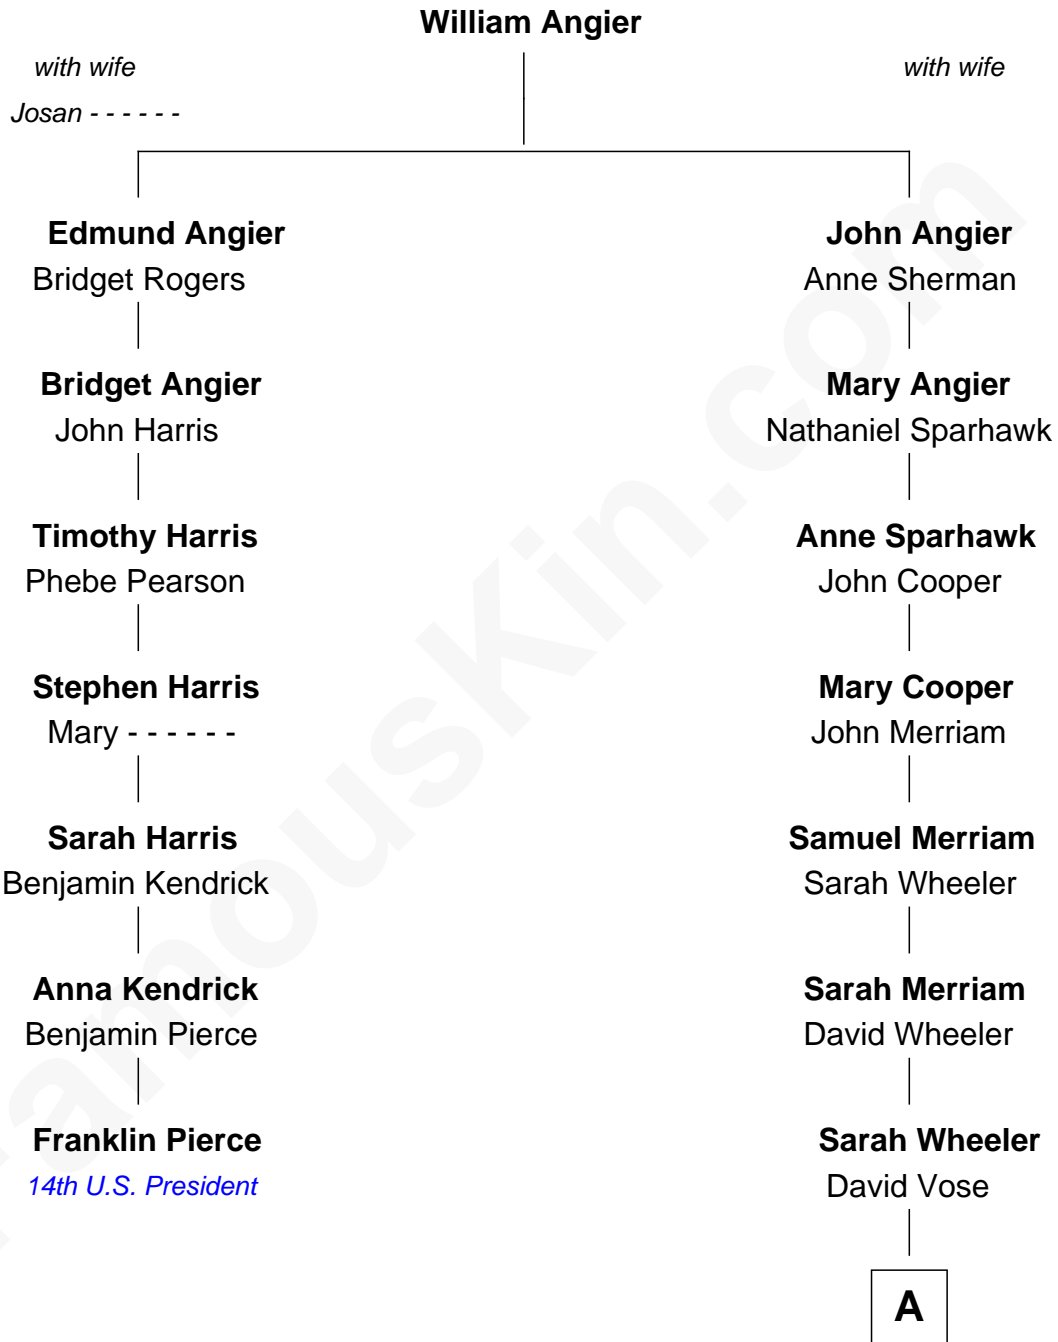 William Angier
with wife
with wife
Josan - - - - - -
Edmund Angier
John Angier
Bridget Rogers
Anne Sherman
Bridget Angier
Mary Angier
John Harris
Nathaniel Sparhawk
Timothy Harris
Anne Sparhawk
Phebe Pearson
John Cooper
Stephen Harris
Mary Cooper
Mary - - - - - -
John Merriam
Sarah Harris
Samuel Merriam
Benjamin Kendrick
Sarah Wheeler
Anna Kendrick
Sarah Merriam
Benjamin Pierce
David Wheeler
Franklin Pierce
Sarah Wheeler
14th U.S. President
David Vose
A
FamousKin.com